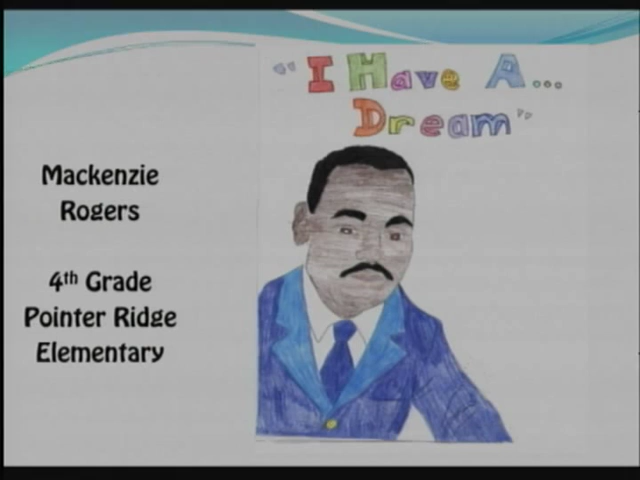 "I Have A...
Dream"
Mackenzie
Rogers
4th Grade
Pointer Ridge
Elementary